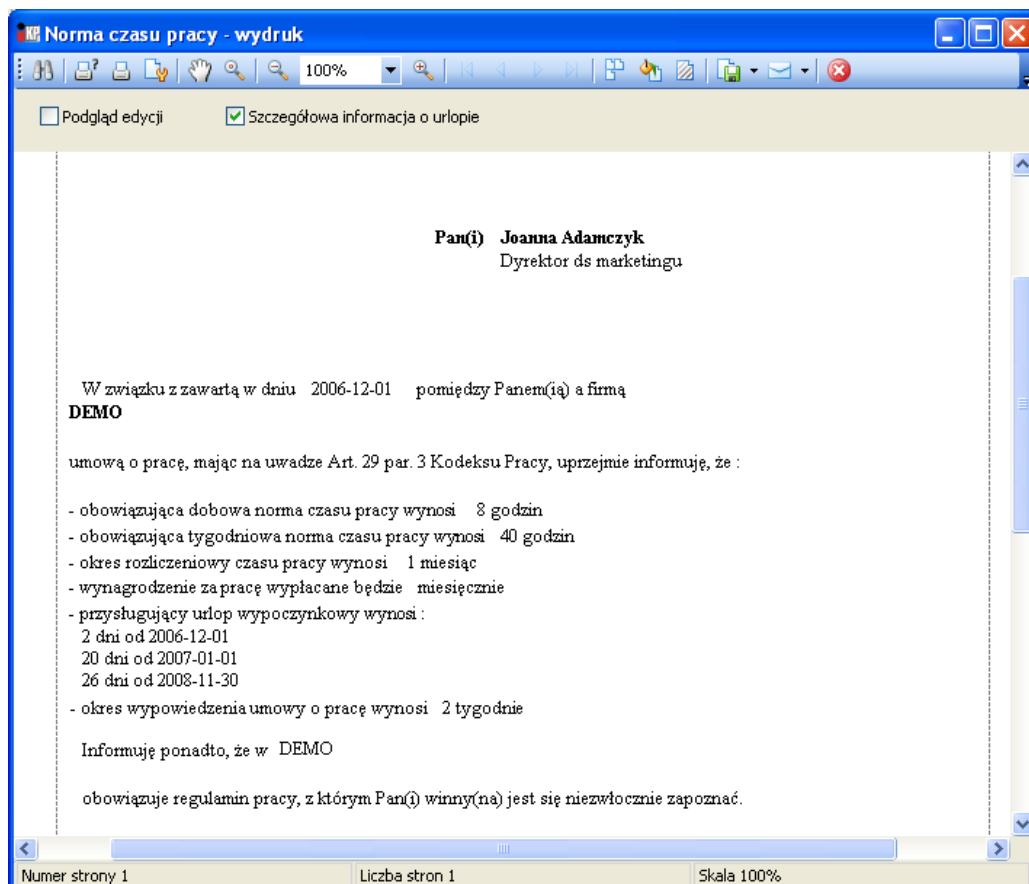 iKP Norma czasu pracy - wydruk
100%
Podgląd edycji Szczegółowa informacja o urlopie
Pan(i) Joanna Adamczyk
Dyrektor ds marketingu
W związku z zawartą w dniu 2006-12-01 pomiędzy Panem(ią) a firmą
DEMO
umową o pracę, mając na uwadze Art. 29 par. 3 Kodeksu Pracy, uprzejmie informuję, że :
- obowiązująca dobowa norma czasu pracy wynosi 8 godzin
- obowiązująca tygodniowa norma czasu pracy wynosi 40 godzin
- okres rozliczeniowy czasu pracy wynosi 1 miesiąc
- wynagrodzenie za pracę wypłacane będzie miesięcznie
- przysługujący urlop wypoczynkowy wynosi :
2 dni od 2006-12-01
20 dni od 2007-01-01
26 dni od 2008-11-30
- okres wypowiedzenia umowy o pracę wynosi 2 tygodnie
Informuję ponadto, że w DEMO
obowiązuje regulamin pracy, z którym Pan(i) winny(na) jest się niezwłocznie zapoznać.
Numer strony 1 Liczba stron 1 Skala 100%